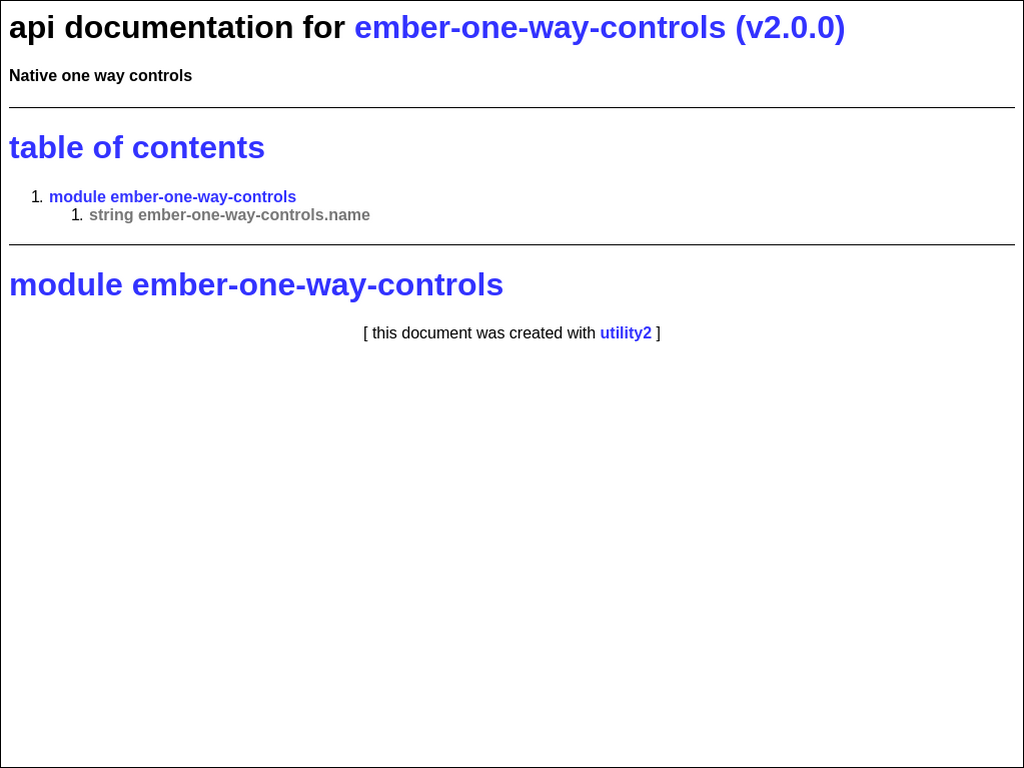 api documentation for ember-one-way-controls (v2.0.0)
Native one way controls
table of contents
1. module ember-one-way-controls
1. string ember-one-way-controls.name
module ember-one-way-controls
[ this document was created with utility2 ]